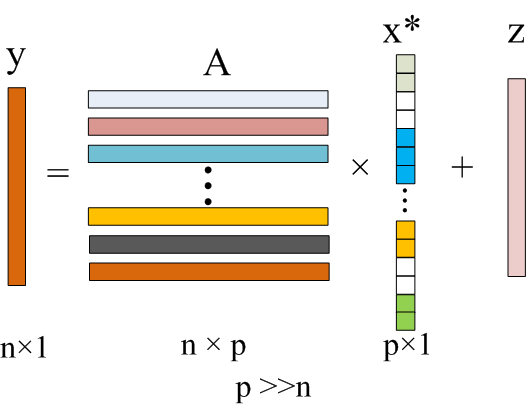 y = A × x* + z
n×1 n × p p×1
p >>n